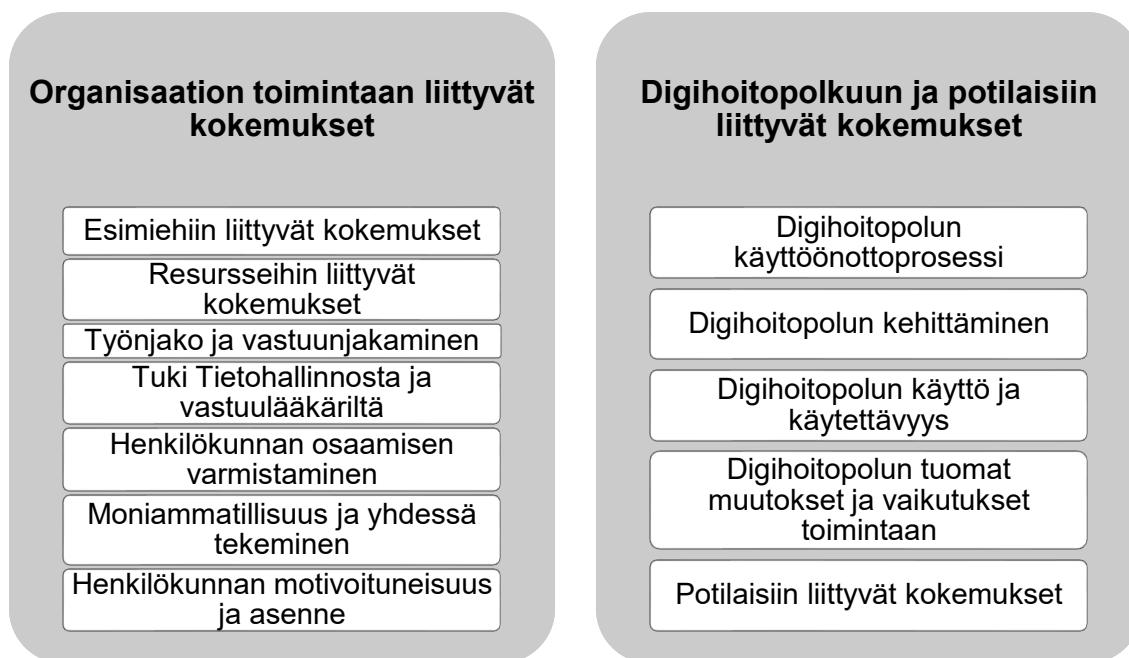 Organisaation toimintaan liittyvät
kokemukset
Esimiehiin liittyvät kokemukset
Resursseihin liittyvät
kokemukset
Työnjako ja vastuunjakaminen
Tuki Tietohallinnosta ja
vastuulääkäriltä
Henkilökunnan osaamisen
varmistaminen
Moniammatillisuus ja yhdessä
tekeminen
Henkilökunnan motivoituneisuus
ja asenne
Digihoitopolkuun ja potilaisiin
liittyvät kokemukset
Digihoitopolun
käyttöönottoprosessi
Digihoitopolun kehittäminen
Digihoitopolun käyttö ja
käytettävyys
Digihoitopolun tuomat
muutokset ja vaikutukset
toimintaan
Potilaisiin liittyvät kokemukset